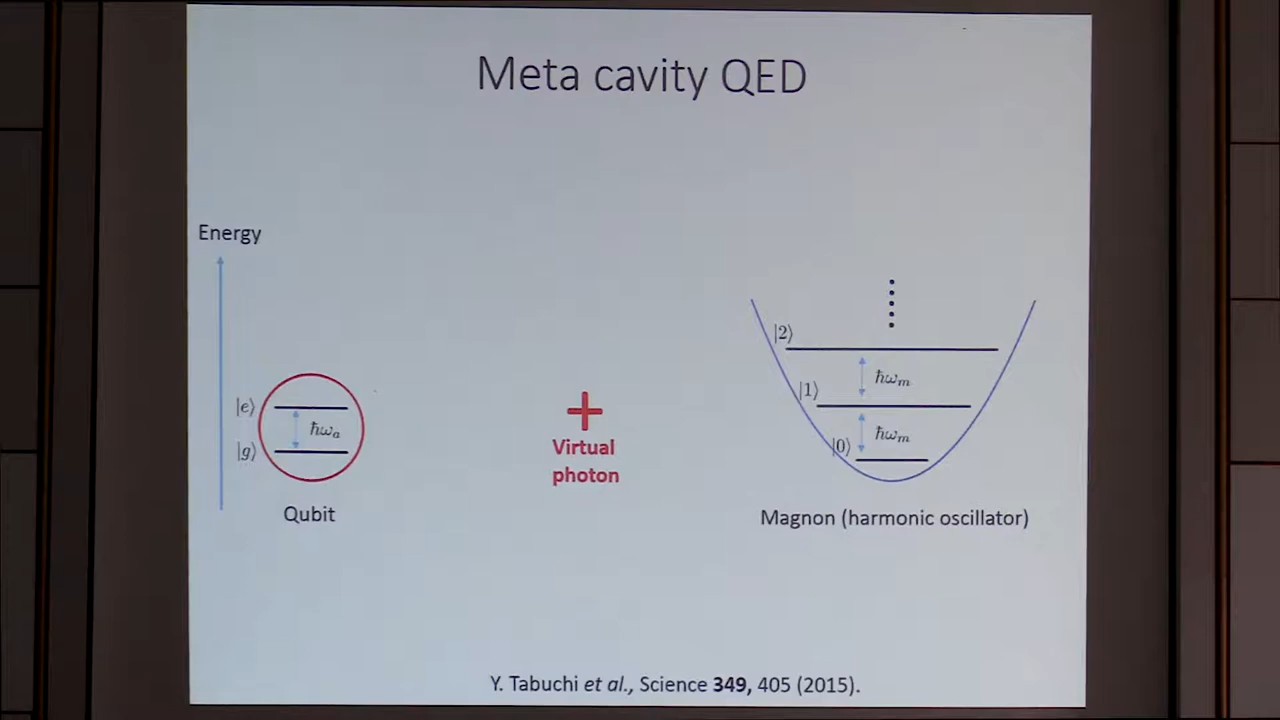 Meta cavity QED
Energy
|e⟩
ħωₐ
|g⟩
Qubit
+
Virtual
photon
|2⟩
ħωₘ
|1⟩
ħωₘ
|0⟩
Magnon (harmonic oscillator)
Y. Tabuchi et al., Science 349, 405 (2015).